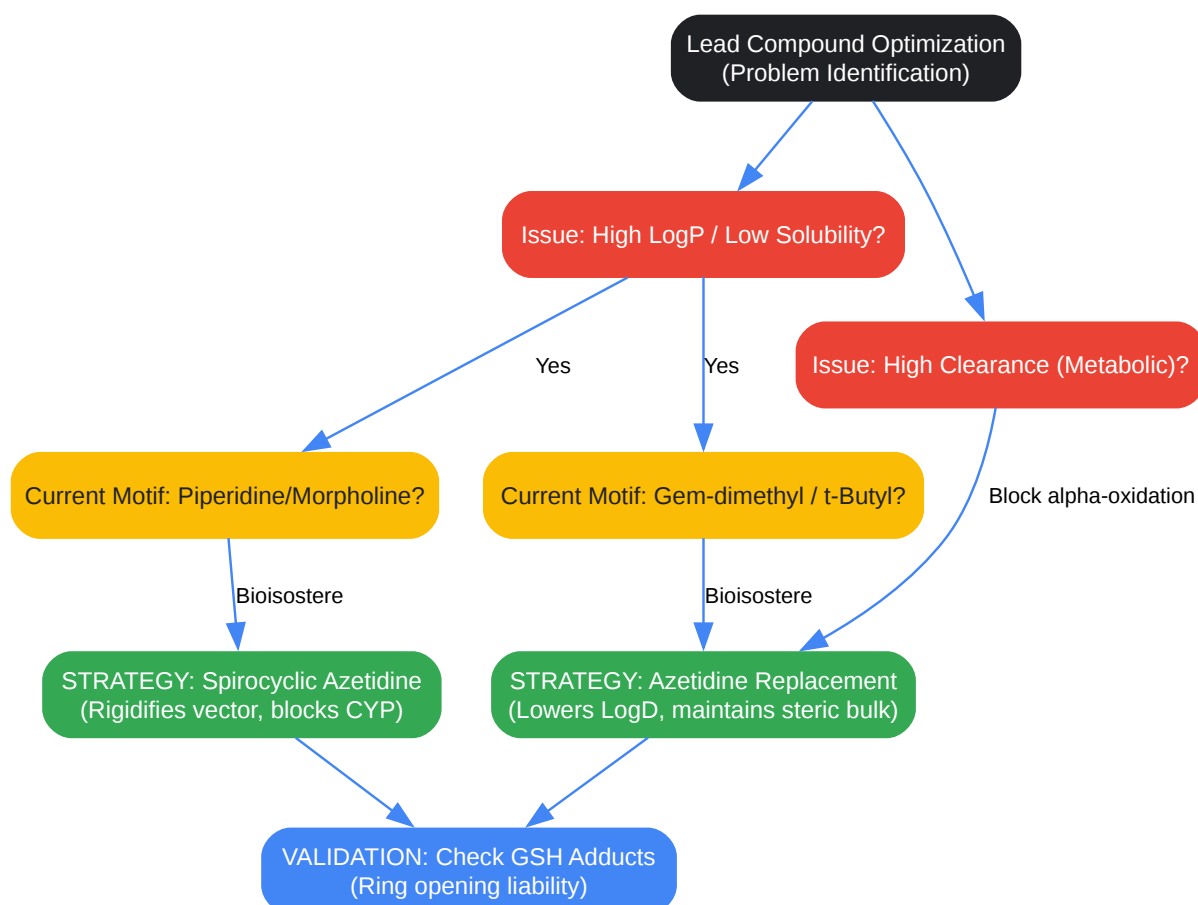 Lead Compound Optimization
(Problem Identification)
Issue: High LogP / Low Solubility?
Issue: High Clearance (Metabolic)?
Yes
Yes
Current Motif: Piperidine/Morpholine?
Current Motif: Gem-dimethyl / t-Butyl?
Block alpha-oxidation
Bioisostere
Bioisostere
STRATEGY: Spirocyclic Azetidine
(Rigidifies vector, blocks CYP)
STRATEGY: Azetidine Replacement
(Lowers LogD, maintains steric bulk)
VALIDATION: Check GSH Adducts
(Ring opening liability)